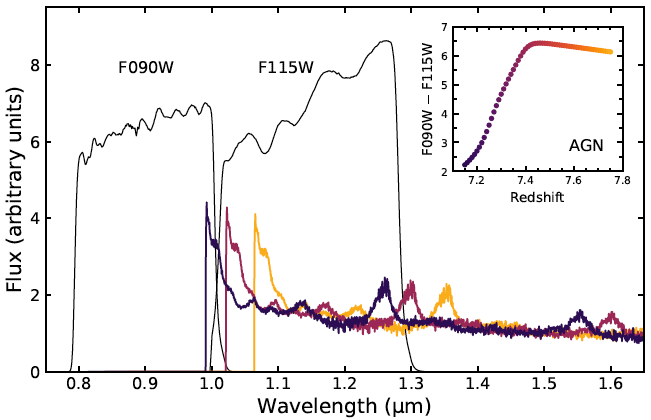 F090W
F115W
AGN
F090W − F115W
2
3
4
5
6
7
7.2 7.4 7.6 7.8
Redshift
Flux (arbitrary units)
0
2
4
6
8
0.8 0.9 1.0 1.1 1.2 1.3 1.4 1.5 1.6
Wavelength (μm)